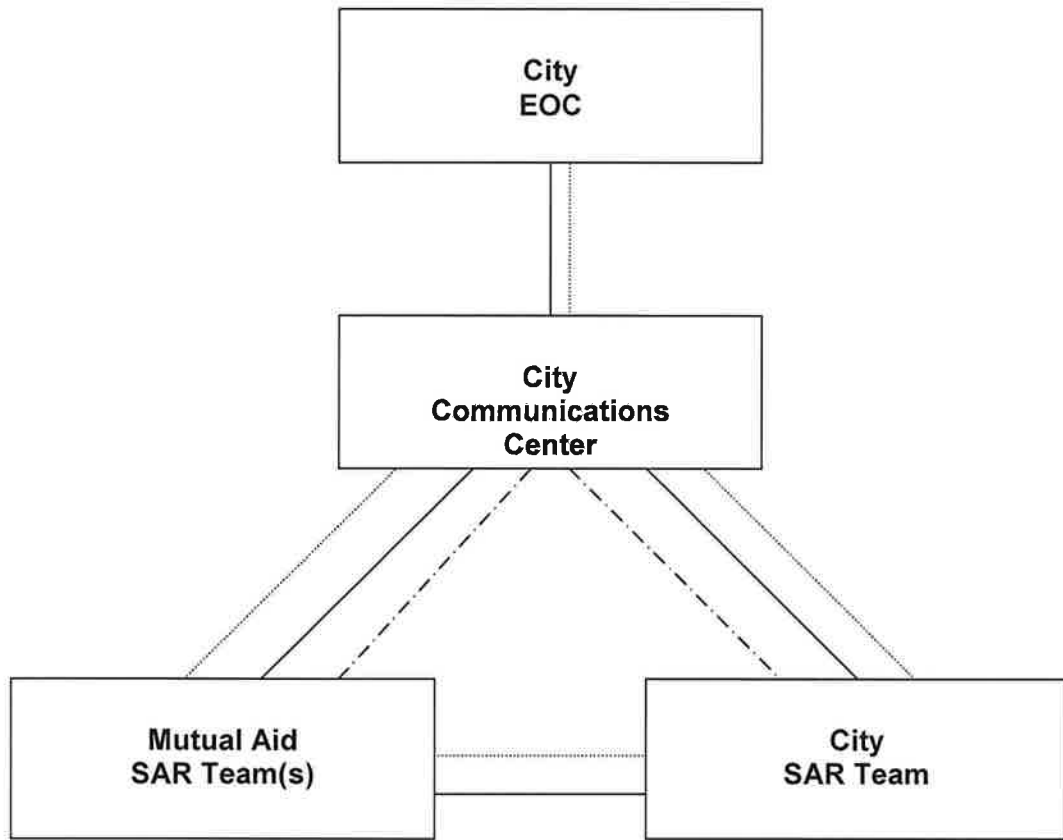 City
EOC
City
Communications
Center
Mutual Aid
SAR Team(s)
City
SAR Team